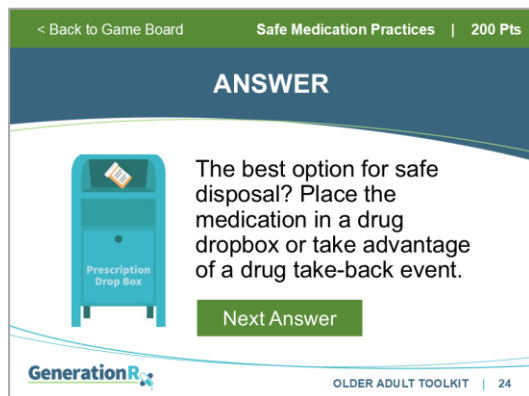 < Back to Game Board Safe Medication Practices | 200 Pts
ANSWER
The best option for safe
disposal? Place the
medication in a drug
dropbox or take advantage
of a drug take-back event.
Prescription
Drop Box
Next Answer
GenerationRx
OLDER ADULT TOOLKIT | 24